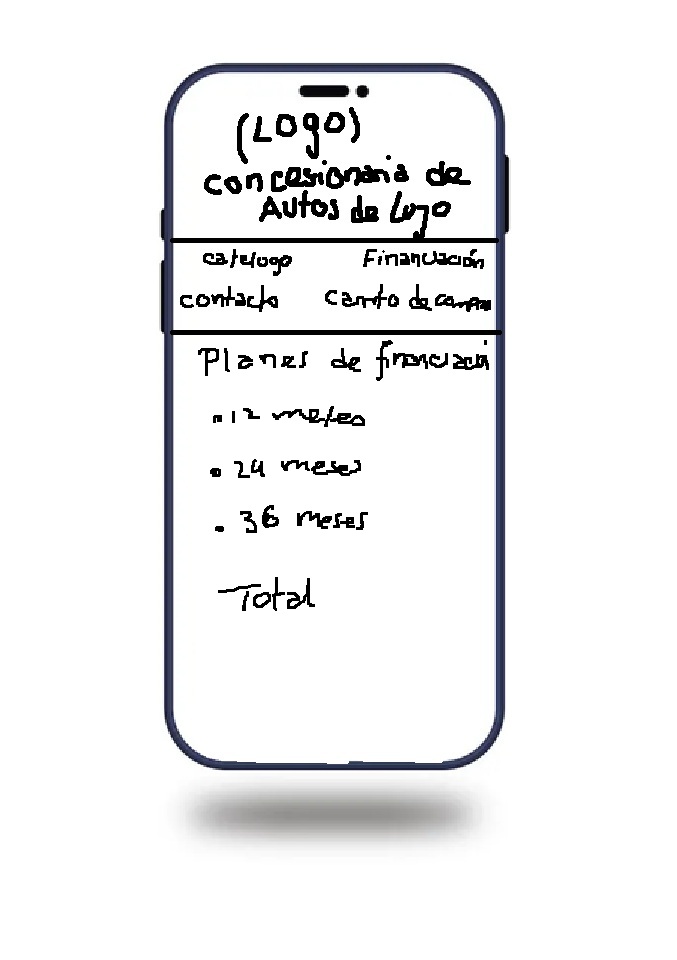 (Logo)
concesionaria de
Autos de lujo
catalogo Financiación
contacto Carrito de compras
Planes de financiación
. 12 meses
. 24 meses
. 36 meses
Total